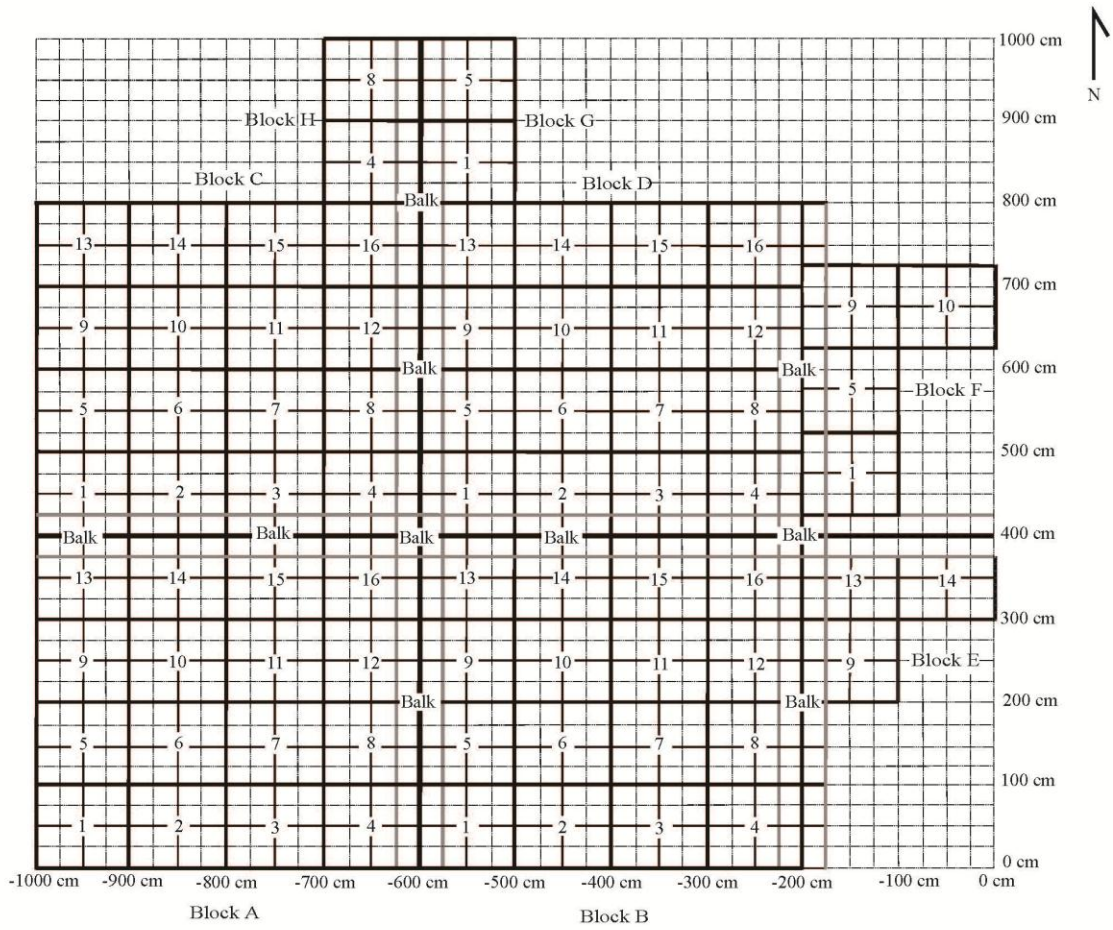 1000 cm
8 5
N
Block H Block G 900 cm
4 1
Block C Block D
Balk 800 cm
13 14 15 16 13 14 15 16
700 cm
9 10
9 10 11 12 9 10 11 12
Balk Balk 600 cm
5 Block F
5 6 7 8 5 6 7 8
500 cm
1
1 2 3 4 1 2 3 4
Balk Balk Balk Balk Balk 400 cm
13 14 15 16 13 14 15 16 13 14
300 cm
9 10 11 12 9 10 11 12 9 Block E
Balk Balk 200 cm
5 6 7 8 5 6 7 8
100 cm
1 2 3 4 1 2 3 4
0 cm
-1000 cm -900 cm -800 cm -700 cm -600 cm -500 cm -400 cm -300 cm -200 cm -100 cm 0 cm
Block A Block B